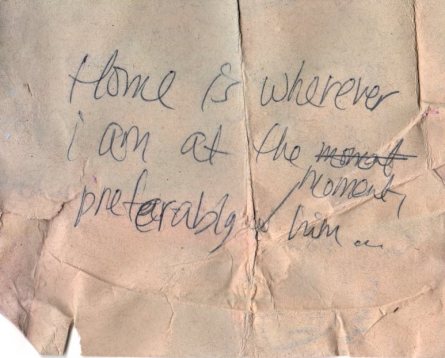 Home is wherever
i am at the
moment,
preferably w/ him ...